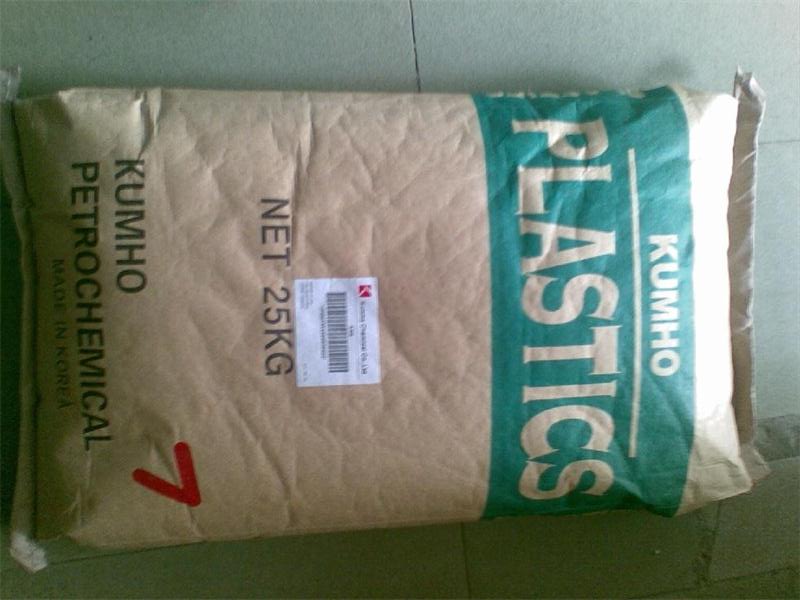 KUMHO
PLASTICS
NET 25KG
KUMHO
PETROCHEMICAL
MADE IN KOREA